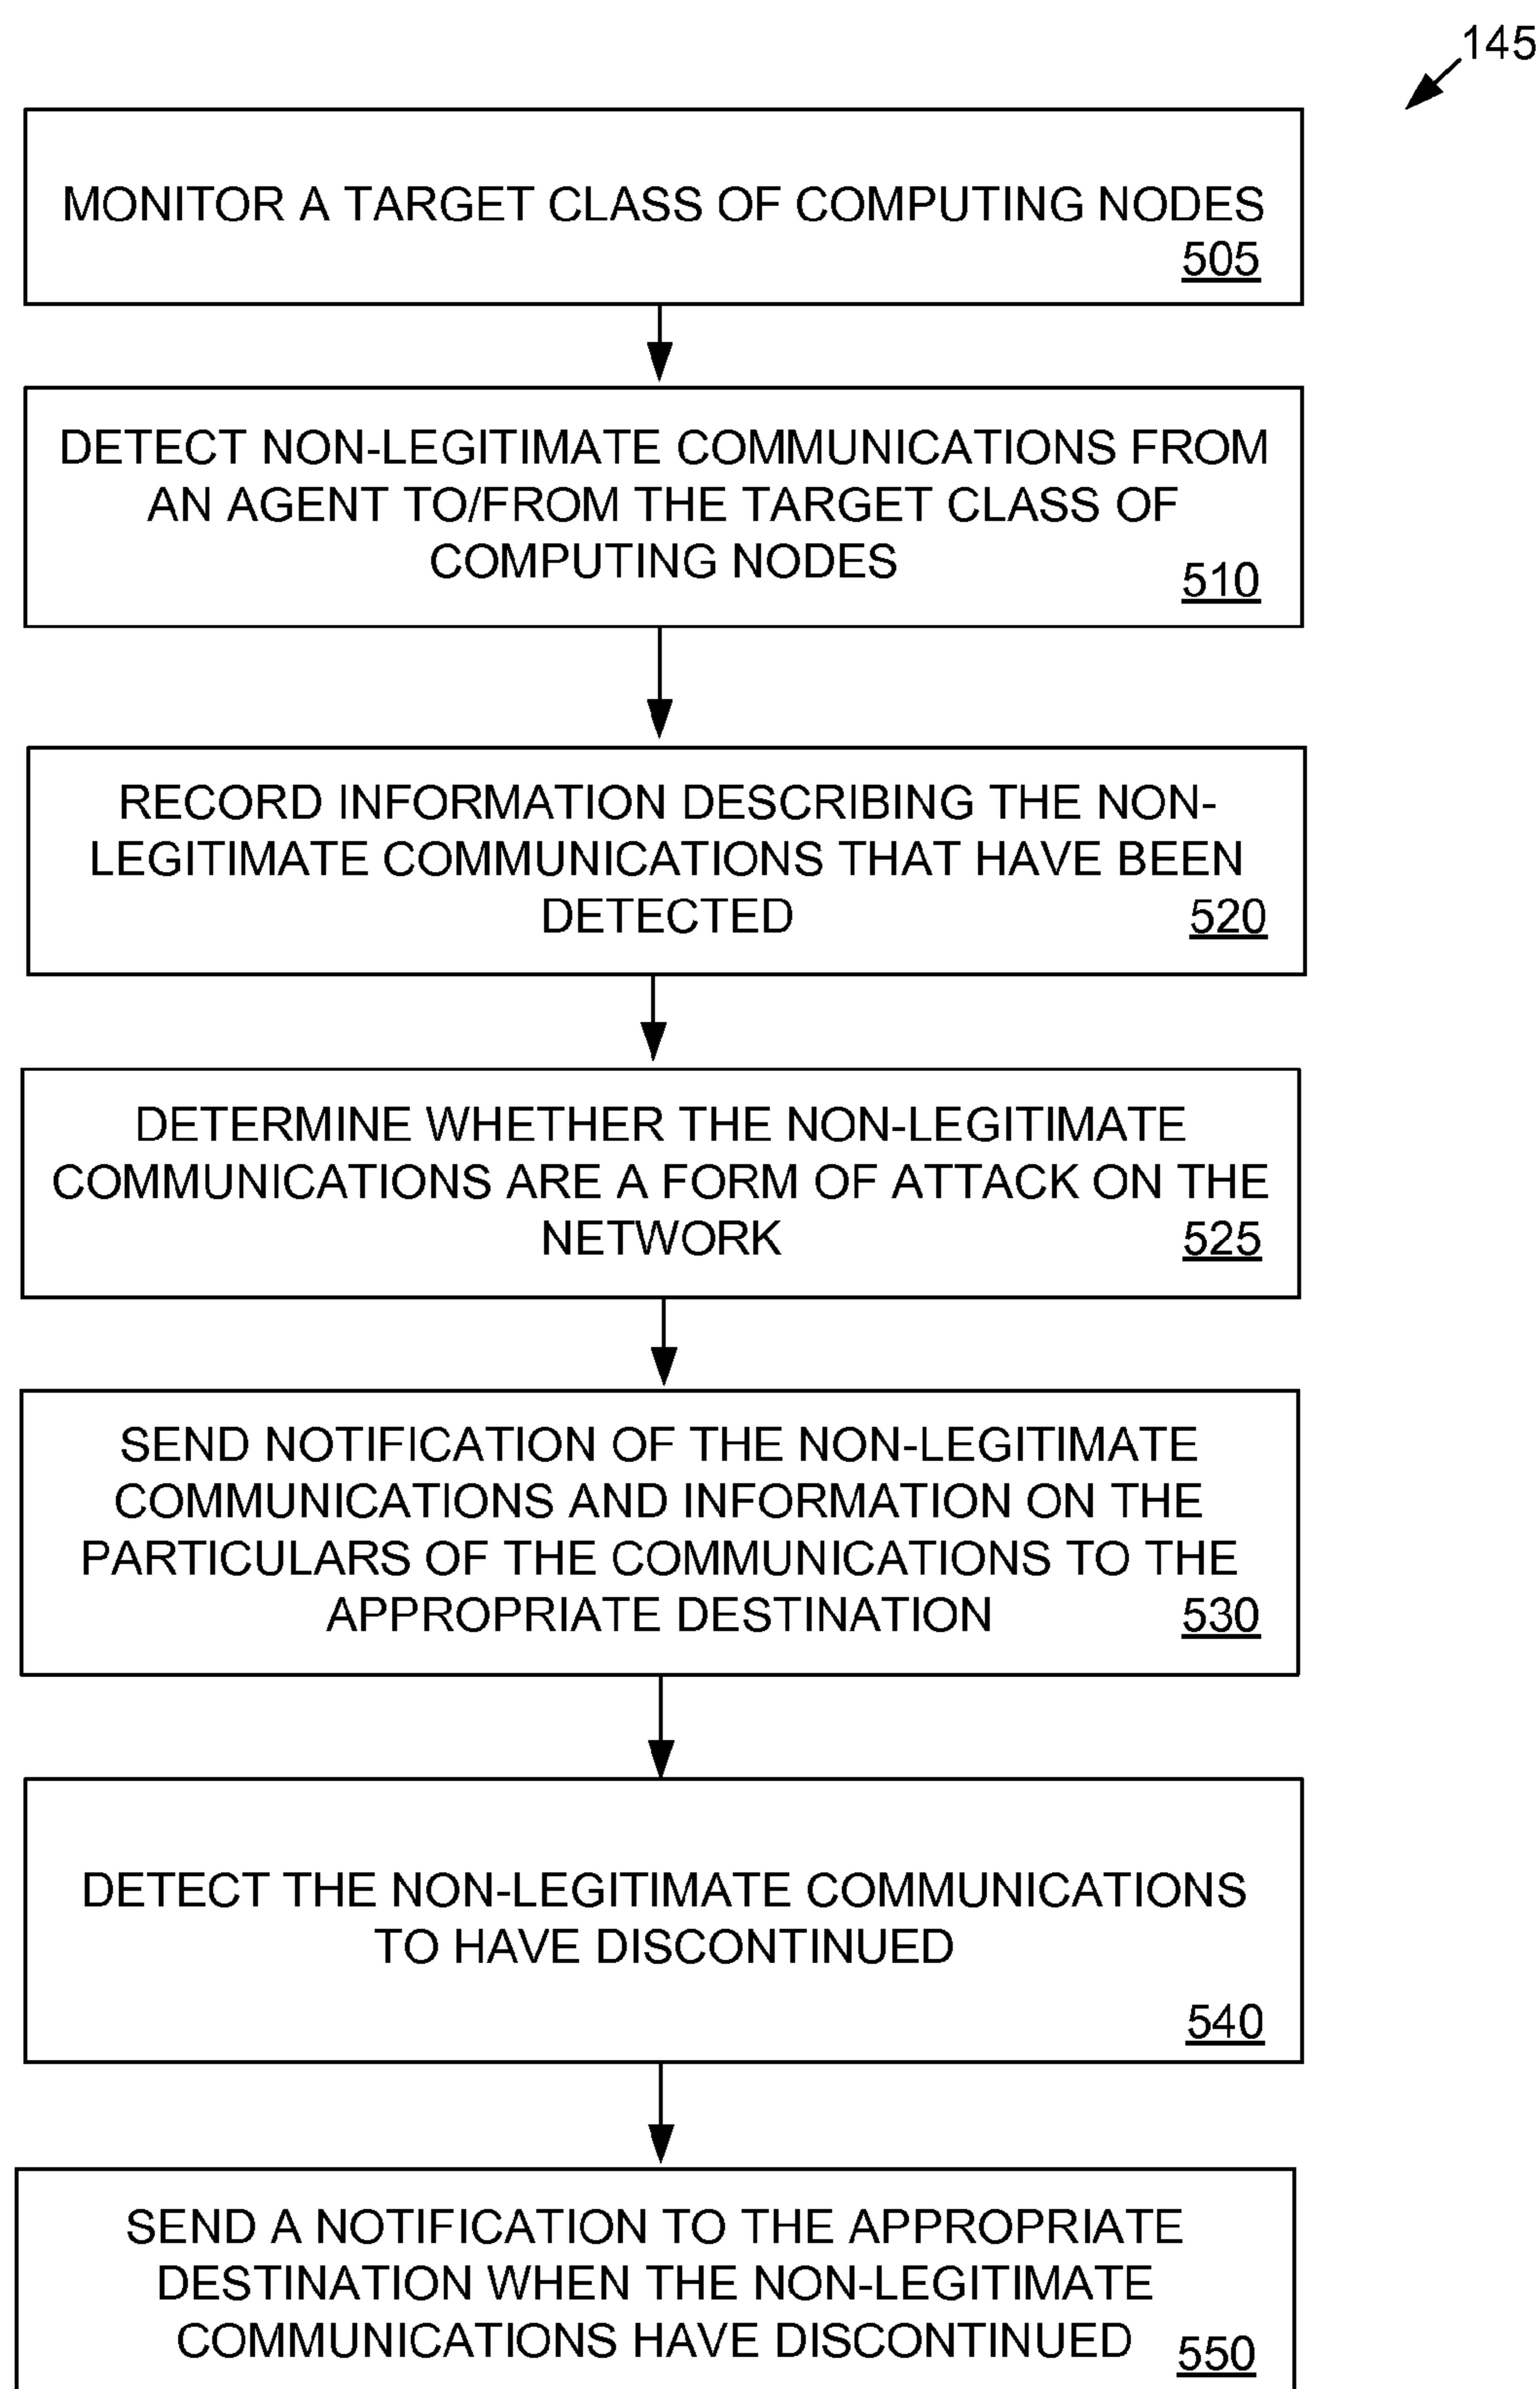 145
MONITOR A TARGET CLASS OF COMPUTING NODES
505
DETECT NON-LEGITIMATE COMMUNICATIONS FROM
AN AGENT TO/FROM THE TARGET CLASS OF
COMPUTING NODES
510
RECORD INFORMATION DESCRIBING THE NON-
LEGITIMATE COMMUNICATIONS THAT HAVE BEEN
DETECTED
520
DETERMINE WHETHER THE NON-LEGITIMATE
COMMUNICATIONS ARE A FORM OF ATTACK ON THE
NETWORK
525
SEND NOTIFICATION OF THE NON-LEGITIMATE
COMMUNICATIONS AND INFORMATION ON THE
PARTICULARS OF THE COMMUNICATIONS TO THE
APPROPRIATE DESTINATION
530
DETECT THE NON-LEGITIMATE COMMUNICATIONS
TO HAVE DISCONTINUED
540
SEND A NOTIFICATION TO THE APPROPRIATE
DESTINATION WHEN THE NON-LEGITIMATE
COMMUNICATIONS HAVE DISCONTINUED
550